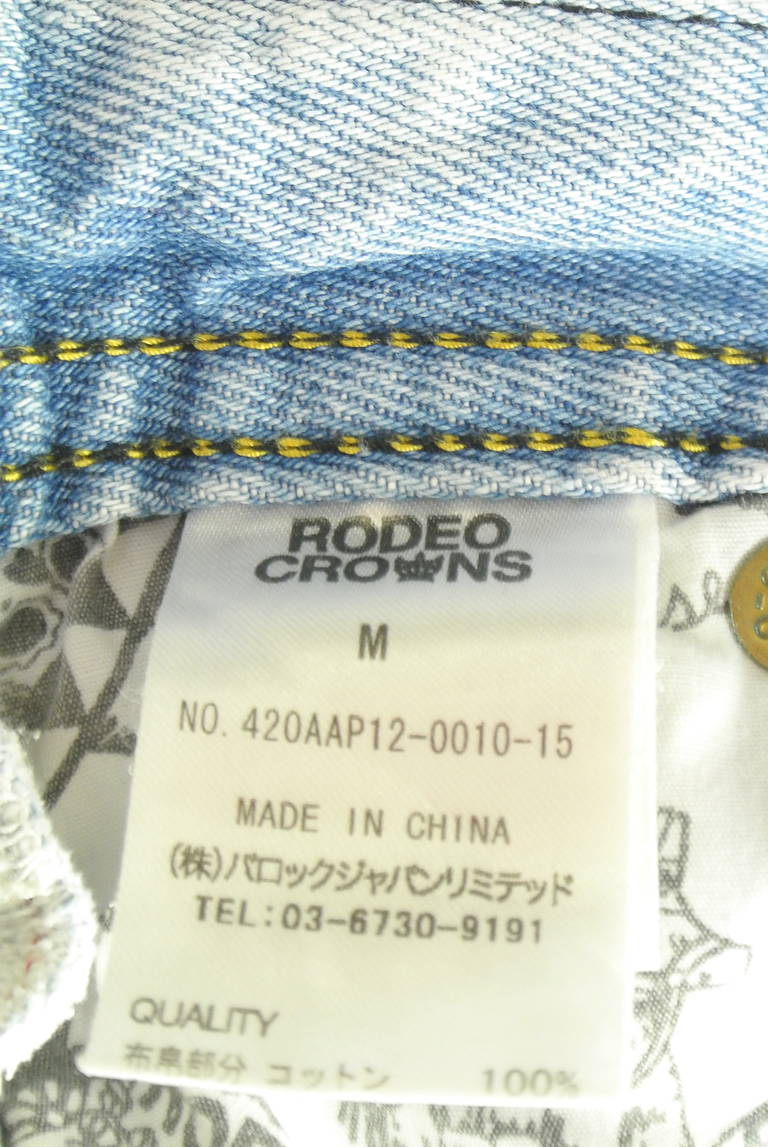 RODEO
CROWNS
M
NO. 420AAP12-0010-15
MADE IN CHINA
(株)バロックジャパンリミテッド
TEL:03-6730-9191
QUALITY
布帛部分 コットン 100%